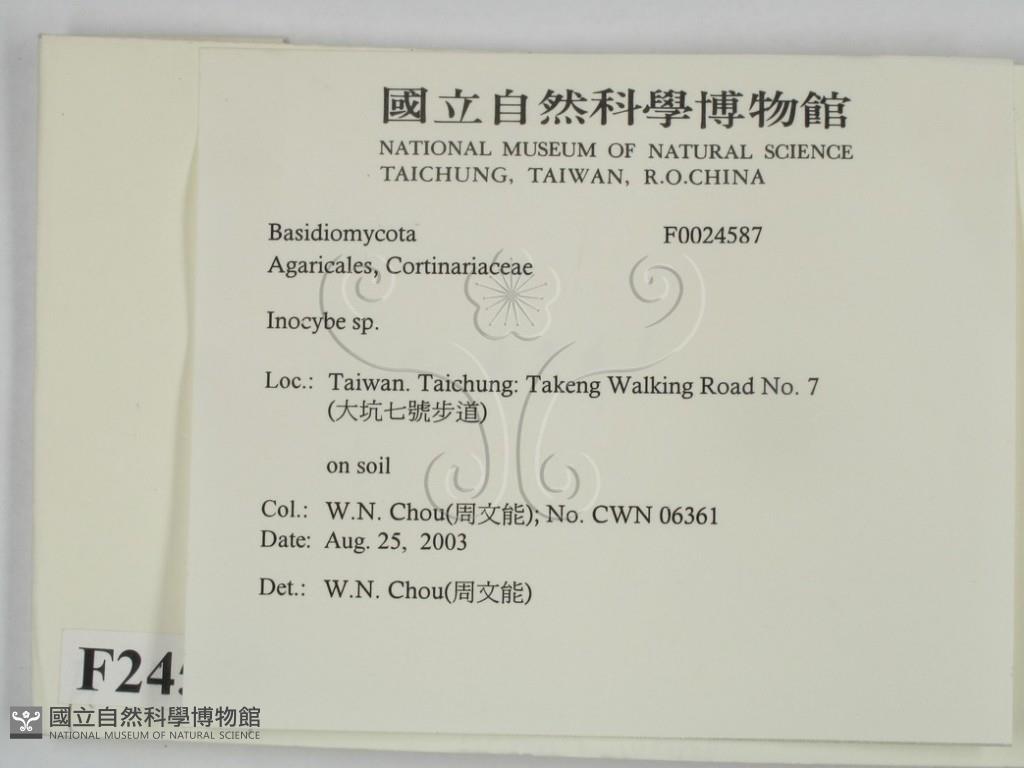 國立自然科學博物館
NATIONAL MUSEUM OF NATURAL SCIENCE
TAICHUNG, TAIWAN, R.O.CHINA
Basidiomycota F0024587
Agaricales, Cortinariaceae
Inocybe sp.
Loc.: Taiwan. Taichung: Takeng Walking Road No. 7
(大坑七號步道)
on soil
Col.: W.N. Chou(周文能); No. CWN 06361
Date: Aug. 25, 2003
Det.: W.N. Chou(周文能)
F24
國立自然科學博物館
NATIONAL MUSEUM OF NATURAL SCIENCE